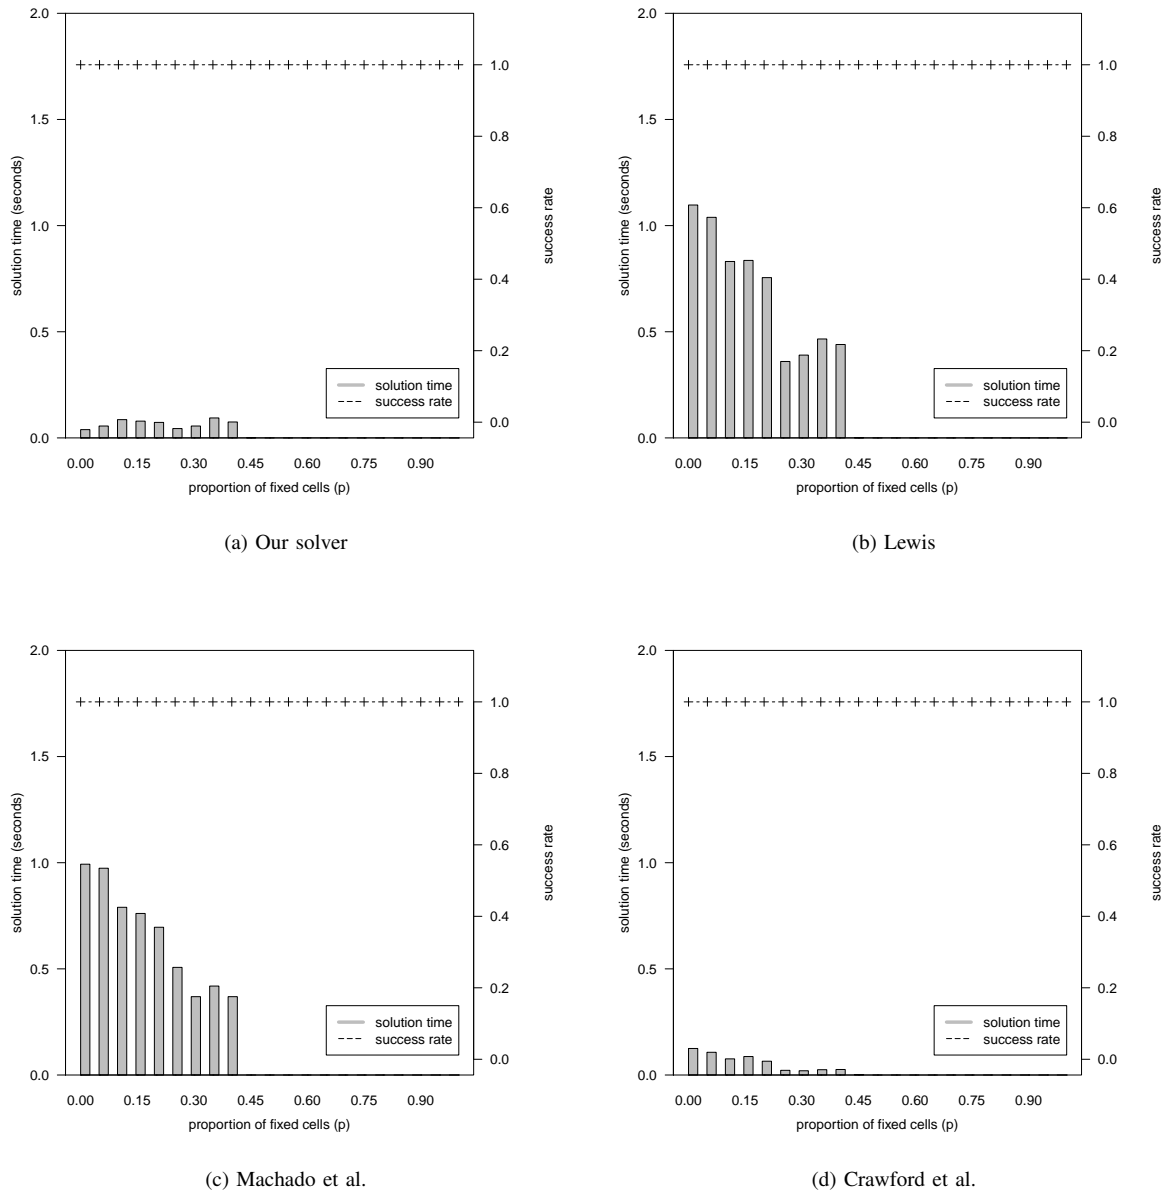 2.0
1.5
1.0
0.5
0.0
solution time (seconds)
1.0
0.8
0.6
0.4
0.2
0.0
success rate
solution time
success rate
0.00 0.15 0.30 0.45 0.60 0.75 0.90
proportion of fixed cells (p)
(a) Our solver
2.0
1.5
1.0
0.5
0.0
solution time (seconds)
1.0
0.8
0.6
0.4
0.2
0.0
success rate
solution time
success rate
0.00 0.15 0.30 0.45 0.60 0.75 0.90
proportion of fixed cells (p)
(b) Lewis
2.0
1.5
1.0
0.5
0.0
solution time (seconds)
1.0
0.8
0.6
0.4
0.2
0.0
success rate
solution time
success rate
0.00 0.15 0.30 0.45 0.60 0.75 0.90
proportion of fixed cells (p)
(c) Machado et al.
2.0
1.5
1.0
0.5
0.0
solution time (seconds)
1.0
0.8
0.6
0.4
0.2
0.0
success rate
solution time
success rate
0.00 0.15 0.30 0.45 0.60 0.75 0.90
proportion of fixed cells (p)
(d) Crawford et al.